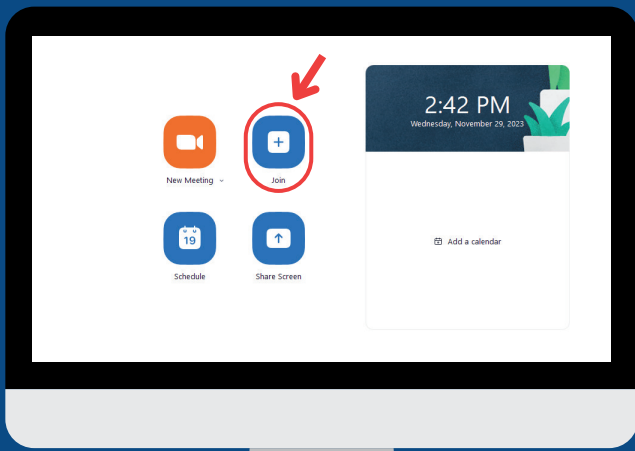 New Meeting
Join
19
Schedule
Share Screen
2:42 PM
Wednesday, November 29, 2023
Add a calendar